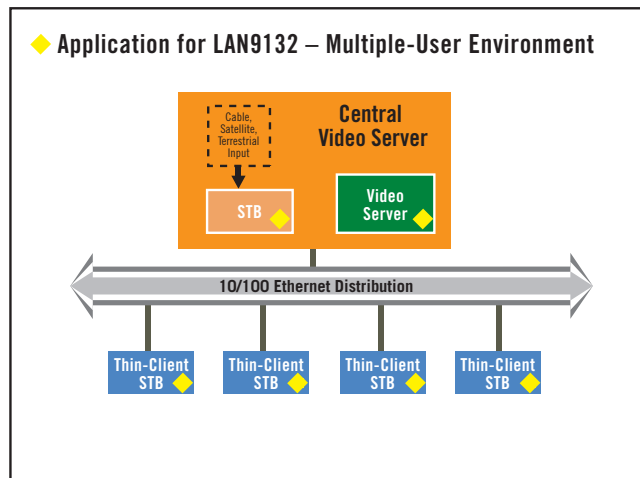 Application for LAN9132 – Multiple-User Environment
Cable,
Satellite,
Terrestrial
Input
Central
Video Server
STB
Video
Server
10/100 Ethernet Distribution
Thin-Client
STB
Thin-Client
STB
Thin-Client
STB
Thin-Client
STB